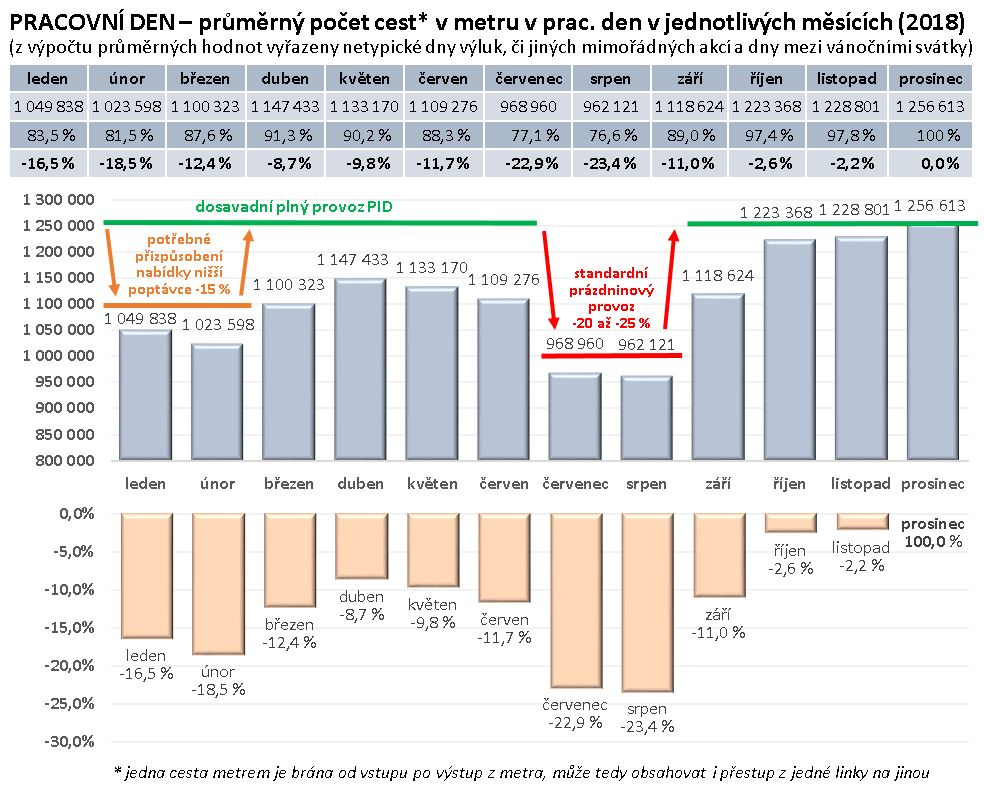 PRACOVNÍ DEN – průměrný počet cest* v metru v prac. den v jednotlivých měsících (2018)
(z výpočtu průměrných hodnot vyřazeny netypické dny výluk, či jiných mimořádných akcí a dny mezi vánočními svátky)
leden únor březen duben květen červen červenec srpen září říjen listopad prosinec
1 049 838 1 023 598 1 100 323 1 147 433 1 133 170 1 109 276 968 960 962 121 1 118 624 1 223 368 1 228 801 1 256 613
83,5 % 81,5 % 87,6 % 91,3 % 90,2 % 88,3 % 77,1 % 76,6 % 89,0 % 97,4 % 97,8 % 100 %
-16,5 % -18,5 % -12,4 % -8,7 % -9,8 % -11,7 % -22,9 % -23,4 % -11,0 % -2,6 % -2,2 % 0,0 %
1 300 000
1 250 000
1 200 000
1 150 000
1 100 000
1 050 000
1 000 000
950 000
900 000
850 000
800 000
dosavadní plný provoz PID
potřebné
přizpůsobení
nabídky nižší
poptávce -15 %
standardní
prázdninový
provoz
-20 až -25 %
1 049 838
1 023 598
1 100 323
1 147 433
1 133 170
1 109 276
968 960
962 121
1 118 624
1 223 368
1 228 801
1 256 613
leden únor březen duben květen červen červenec srpen září říjen listopad prosinec
0,0%
-5,0%
-10,0%
-15,0%
-20,0%
-25,0%
-30,0%
leden
-16,5 %
únor
-18,5 %
březen
-12,4 %
duben
-8,7 %
květen
-9,8 %
červen
-11,7 %
červenec
-22,9 %
srpen
-23,4 %
září
-11,0 %
říjen
-2,6 %
listopad
-2,2 %
prosinec
100,0 %
* jedna cesta metrem je brána od vstupu po výstup z metra, může tedy obsahovat i přestup z jedné linky na jinou